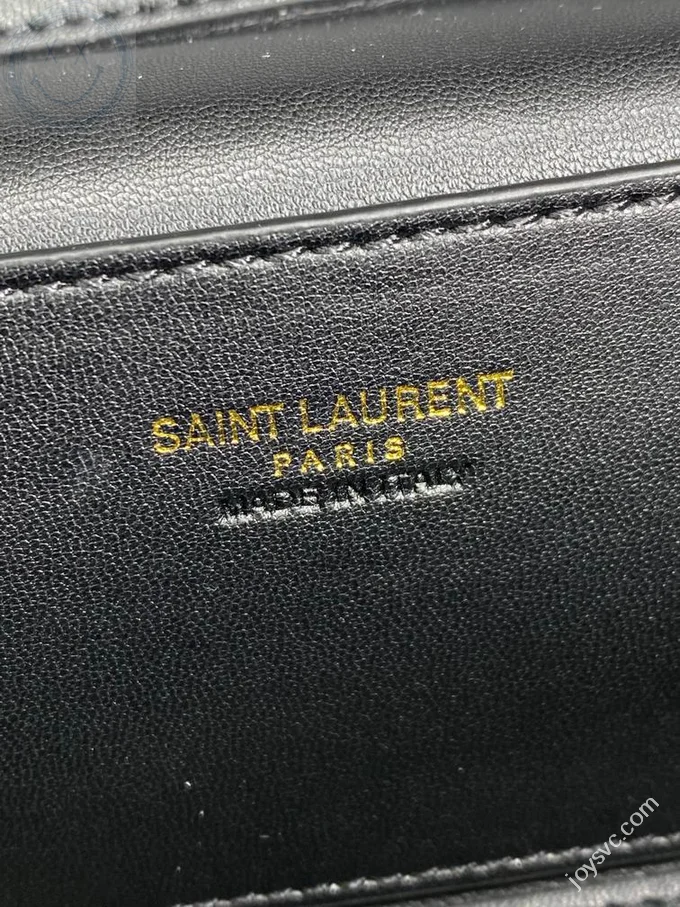 SAINT LAURENT
PARIS
MADE IN ITALY
joysvc.com